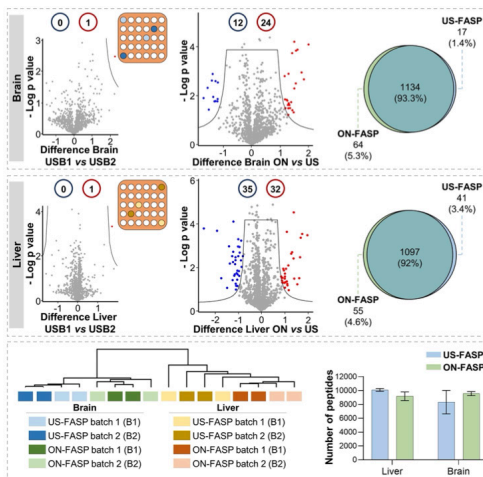 Brain
0
1
3
2
1
0
- Log p value
-1
0
1
2
Difference Brain
USB1 vs USB2
12
24
4
2
0
- Log p value
-1
0
1
2
Difference Brain ON vs US
US-FASP
17
(1.4%)
1134
(93.3%)
ON-FASP
64
(5.3%)
Liver
0
1
4
2
0
- Log p value
-1
0
1
2
Difference Liver
USB1 vs USB2
35
32
4
2
0
- Log p value
-2
-1
0
1
2
Difference Liver ON vs US
US-FASP
41
(3.4%)
1097
(92%)
ON-FASP
55
(4.6%)
Brain
Liver
US-FASP batch 1 (B1)
US-FASP batch 2 (B2)
ON-FASP batch 1 (B1)
ON-FASP batch 2 (B2)
US-FASP batch 1 (B1)
US-FASP batch 2 (B2)
ON-FASP batch 1 (B1)
ON-FASP batch 2 (B2)
US-FASP
ON-FASP
Number of peptides
12000
10000
8000
6000
4000
2000
0
Liver
Brain